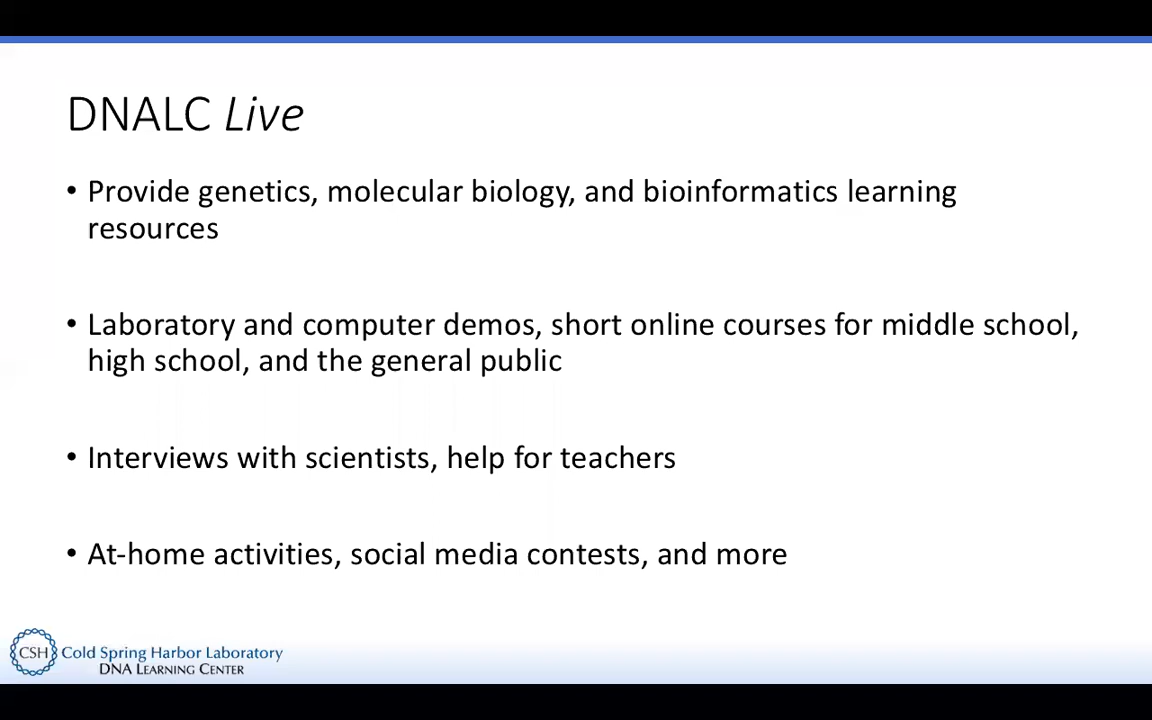 DNALC Live
• Provide genetics, molecular biology, and bioinformatics learning
resources
• Laboratory and computer demos, short online courses for middle school,
high school, and the general public
• Interviews with scientists, help for teachers
• At-home activities, social media contests, and more
CSH Cold Spring Harbor Laboratory
DNA LEARNING CENTER